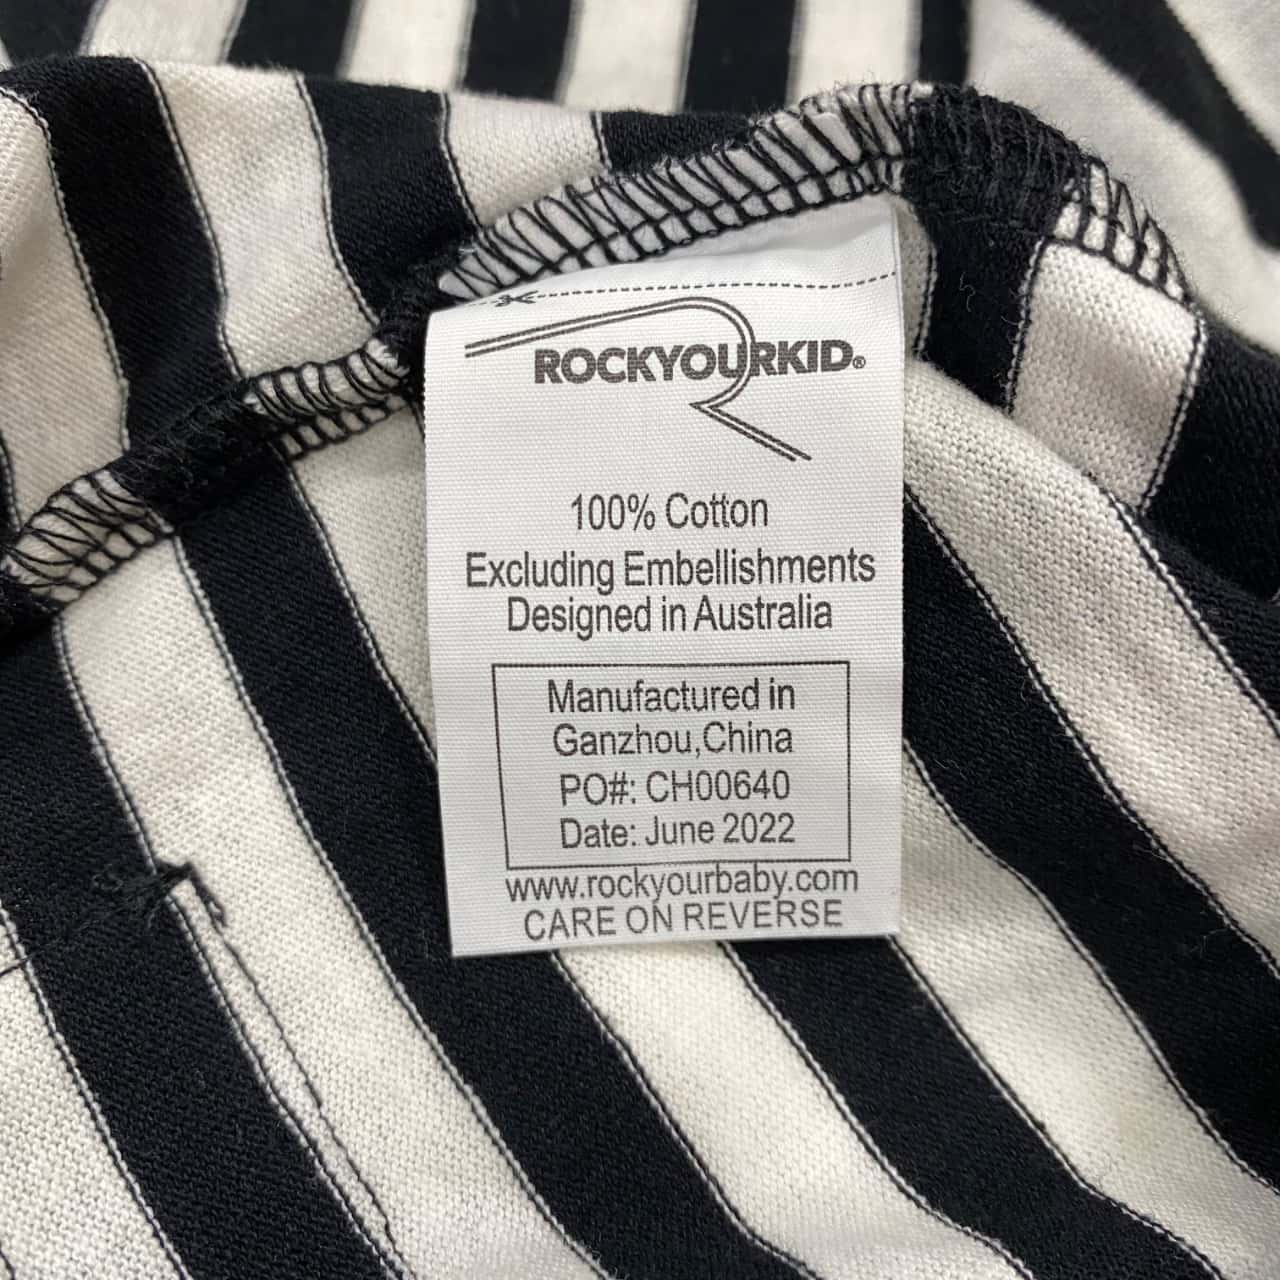 ROCKYOURKID®
100% Cotton
Excluding Embellishments
Designed in Australia
Manufactured in
Ganzhou,China
PO#: CH00640
Date: June 2022
www.rockyourbaby.com
CARE ON REVERSE